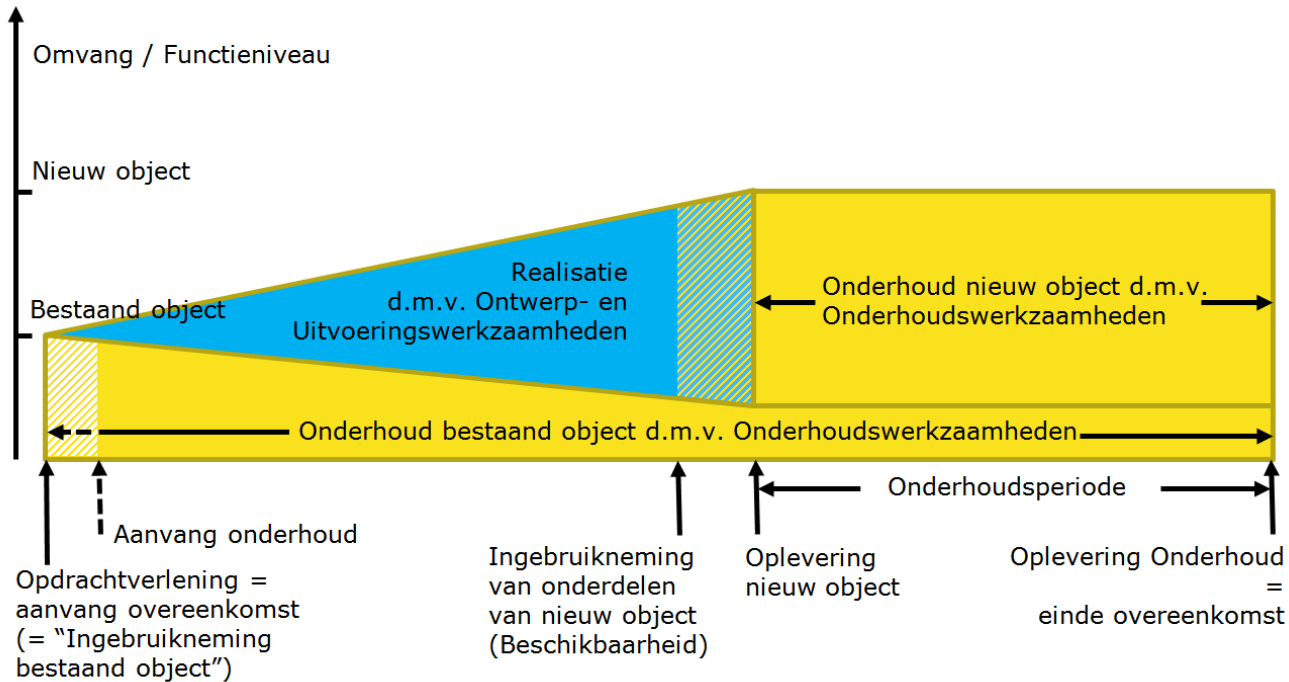 Omvang / Functieniveau
Nieuw object
Bestaand object
Realisatie
d.m.v. Ontwerp- en
Uitvoeringswerkzaamheden
Onderhoud nieuw object d.m.v.
Onderhoudswerkzaamheden
Onderhoud bestaand object d.m.v. Onderhoudswerkzaamheden
Onderhoudsperiode
Aanvang onderhoud
Opdrachtverlening =
aanvang overeenkomst
(= “Ingebruikneming
bestaand object”)
Ingebruikneming
van onderdelen
van nieuw object
(Beschikbaarheid)
Oplevering
nieuw object
Oplevering Onderhoud
=
einde overeenkomst